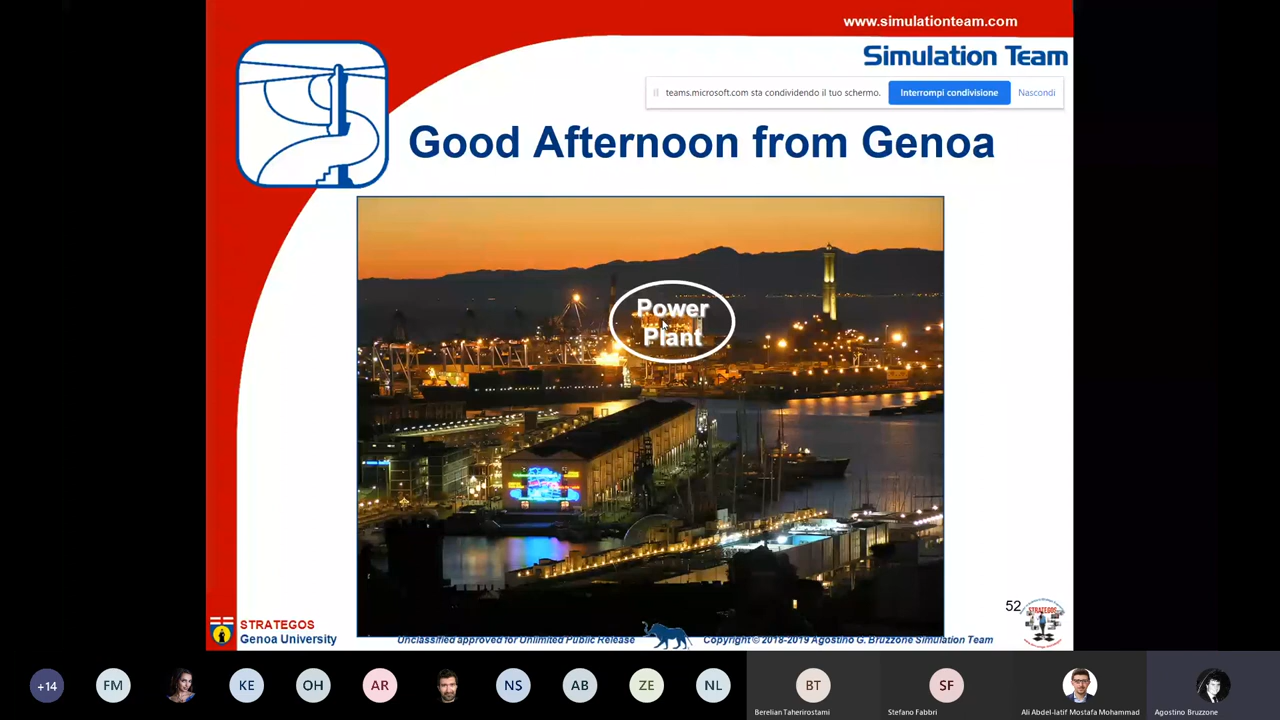 www.simulationteam.com
Simulation Team
teams.microsoft.com sta condividendo il tuo schermo.
Interrompi condivisione
Nascondi
Good Afternoon from Genoa
Power
Plant
52
STRATEGOS
Genoa University
Unclassified approved for Unlimited Public Release
Copyright © 2018-2019 Agostino G. Bruzzone Simulation Team
STRATEGOS
+14
FM
KE
OH
AR
NS
AB
ZE
NL
BT
SF
Berelian Taherirostami
Stefano Fabbri
Ali Abdel-latif Mostafa Mohammad
Agostino Bruzzone